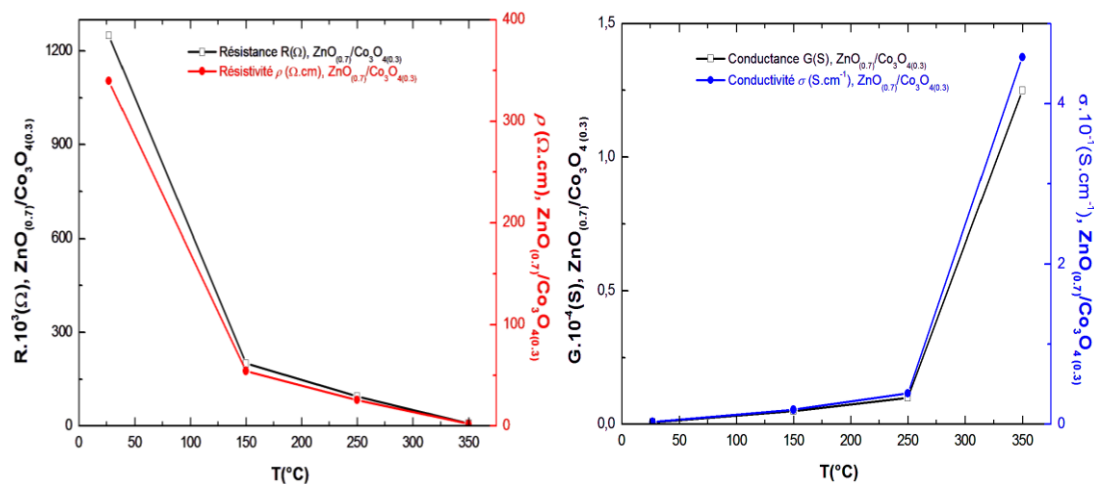 Résistance R(Ω), ZnO(0.7)/Co3O4(0.3)
Résistivité ρ (Ω.cm), ZnO(0.7)/Co3O4(0.3)
R.10³(Ω), ZnO(0.7)/Co3O4(0.3)
1200
900
600
300
0
0 50 100 150 200 250 300 350
T(°C)
400
300
200
100
0
ρ (Ω.cm), ZnO(0.7)/Co3O4(0.3)
Conductance G(S), ZnO(0.7)/Co3O4(0.3)
Conductivité σ (S.cm⁻¹), ZnO(0.7)/Co3O4(0.3)
G.10⁻⁴(S), ZnO(0.7)/Co3O4(0.3)
1,5
1,0
0,5
0,0
0 50 100 150 200 250 300 350
T(°C)
4
2
0
σ.10⁻¹(S.cm⁻¹), ZnO(0.7)/Co3O4(0.3)